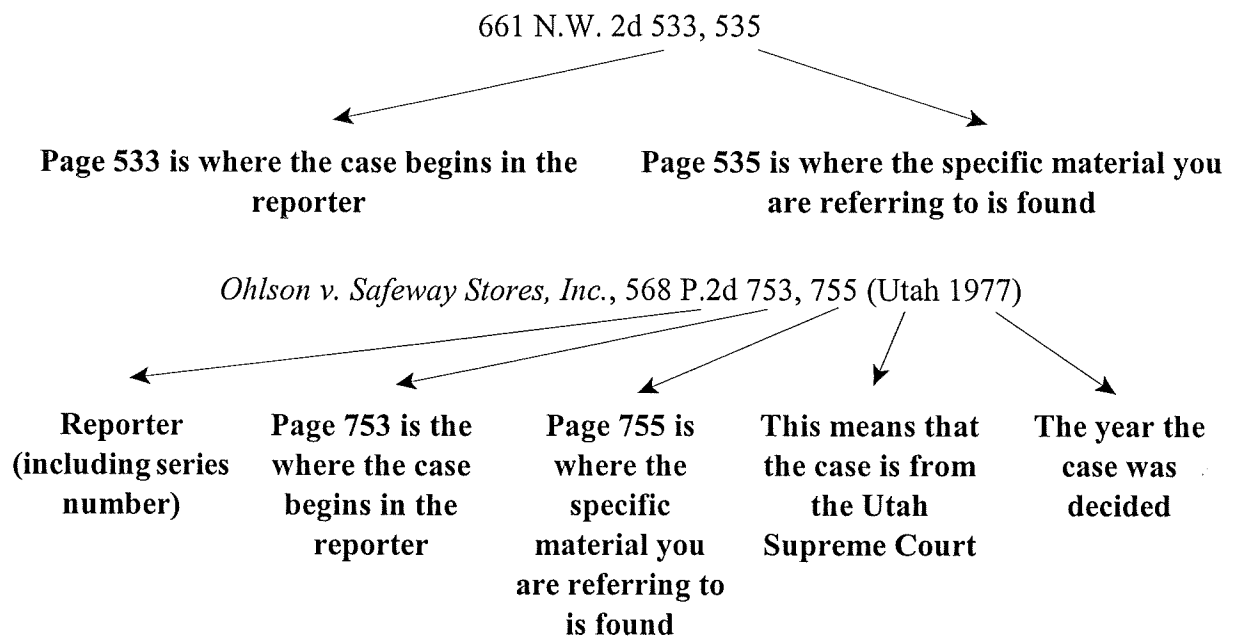 661 N.W. 2d 533, 535
Page 533 is where the case begins in the
reporter
Page 535 is where the specific material you
are referring to is found
Ohlson v. Safeway Stores, Inc., 568 P.2d 753, 755 (Utah 1977)
Reporter
(including series
number)
Page 753 is the
where the case
begins in the
reporter
Page 755 is
where the
specific
material you
are referring to
is found
This means that
the case is from
the Utah
Supreme Court
The year the
case was
decided